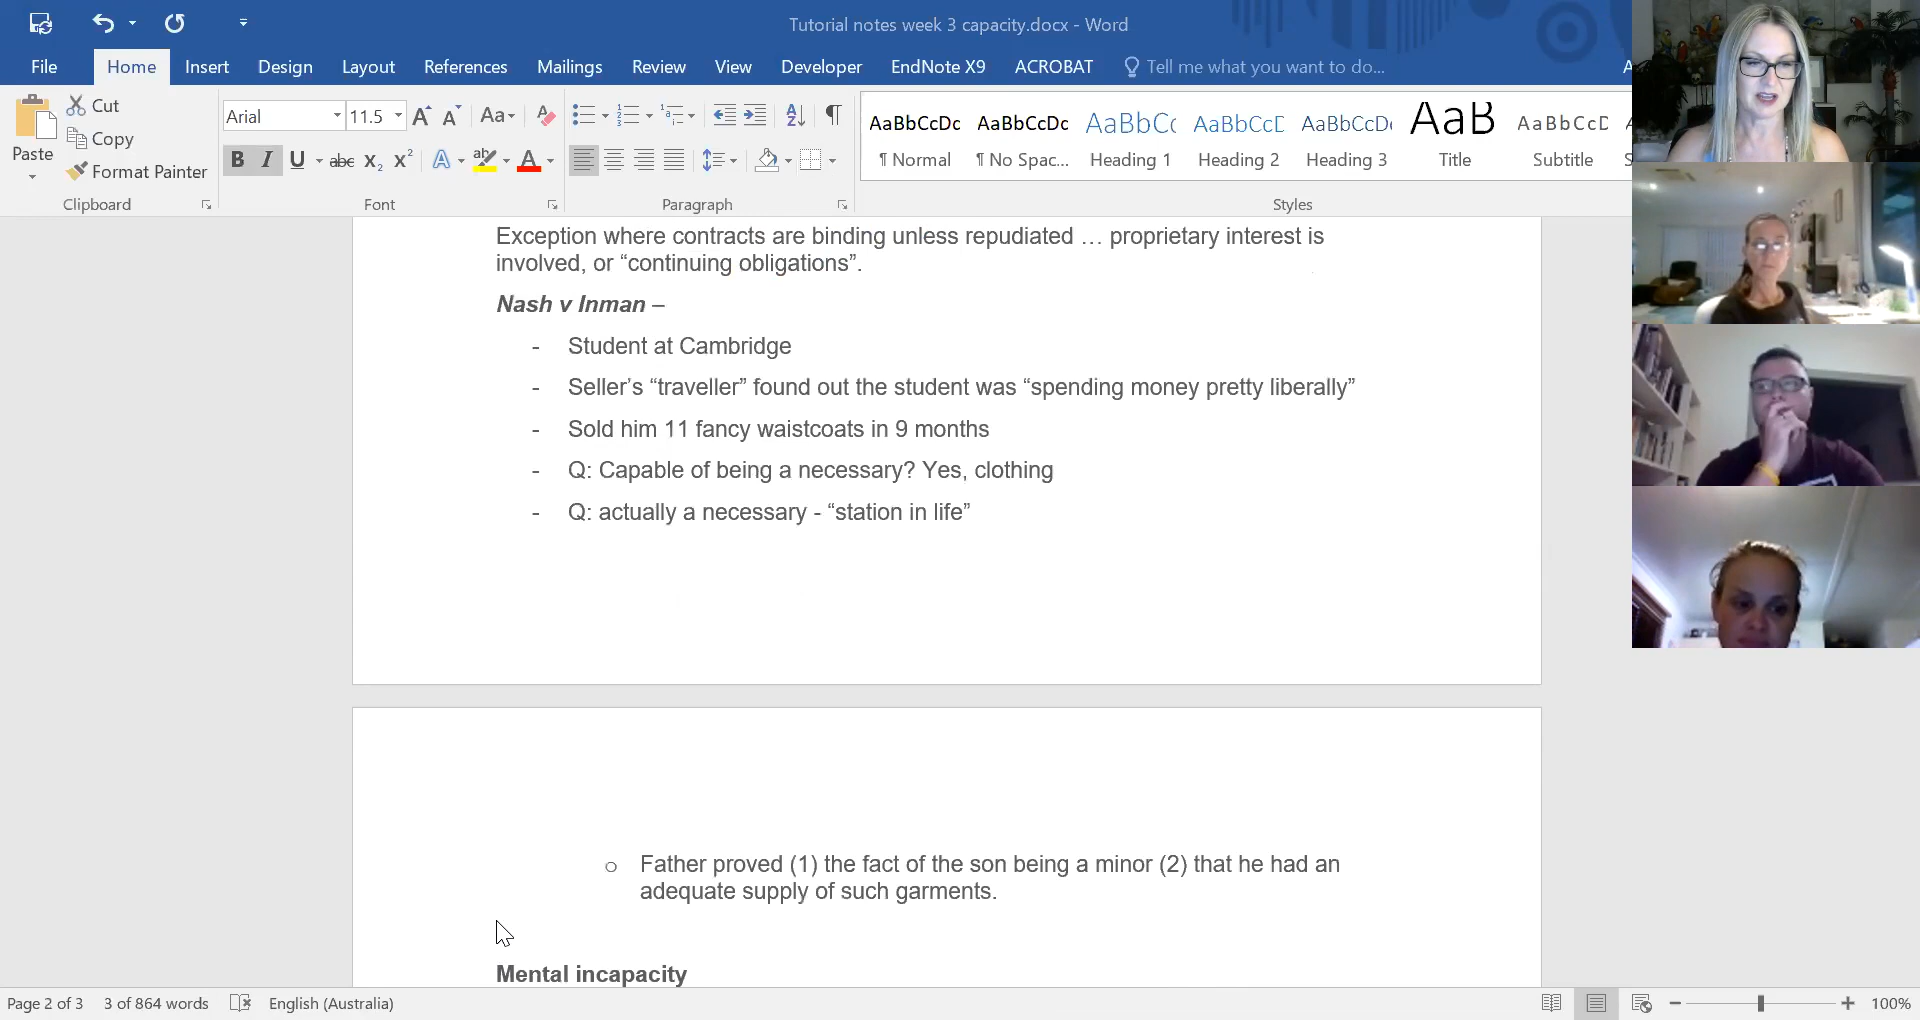 Tutorial notes week 3 capacity.docx - Word
File Home Insert Design Layout References Mailings Review View Developer EndNote X9 ACROBAT Tell me what you want to do...
Paste
Cut
Copy
Format Painter
Clipboard
Arial 11.5
Font
Paragraph
AaBbCcDc AaBbCcDc AaBbCc AaBbCcD AaBbCcDc AaB AaBbCcD
¶ Normal ¶ No Spac... Heading 1 Heading 2 Heading 3 Title Subtitle
Styles
Exception where contracts are binding unless repudiated … proprietary interest is
involved, or “continuing obligations”.
Nash v Inman –
- Student at Cambridge
- Seller’s “traveller” found out the student was “spending money pretty liberally”
- Sold him 11 fancy waistcoats in 9 months
- Q: Capable of being a necessary? Yes, clothing
- Q: actually a necessary - “station in life”
o Father proved (1) the fact of the son being a minor (2) that he had an
adequate supply of such garments.
Mental incapacity
Page 2 of 3 3 of 864 words English (Australia) 100%